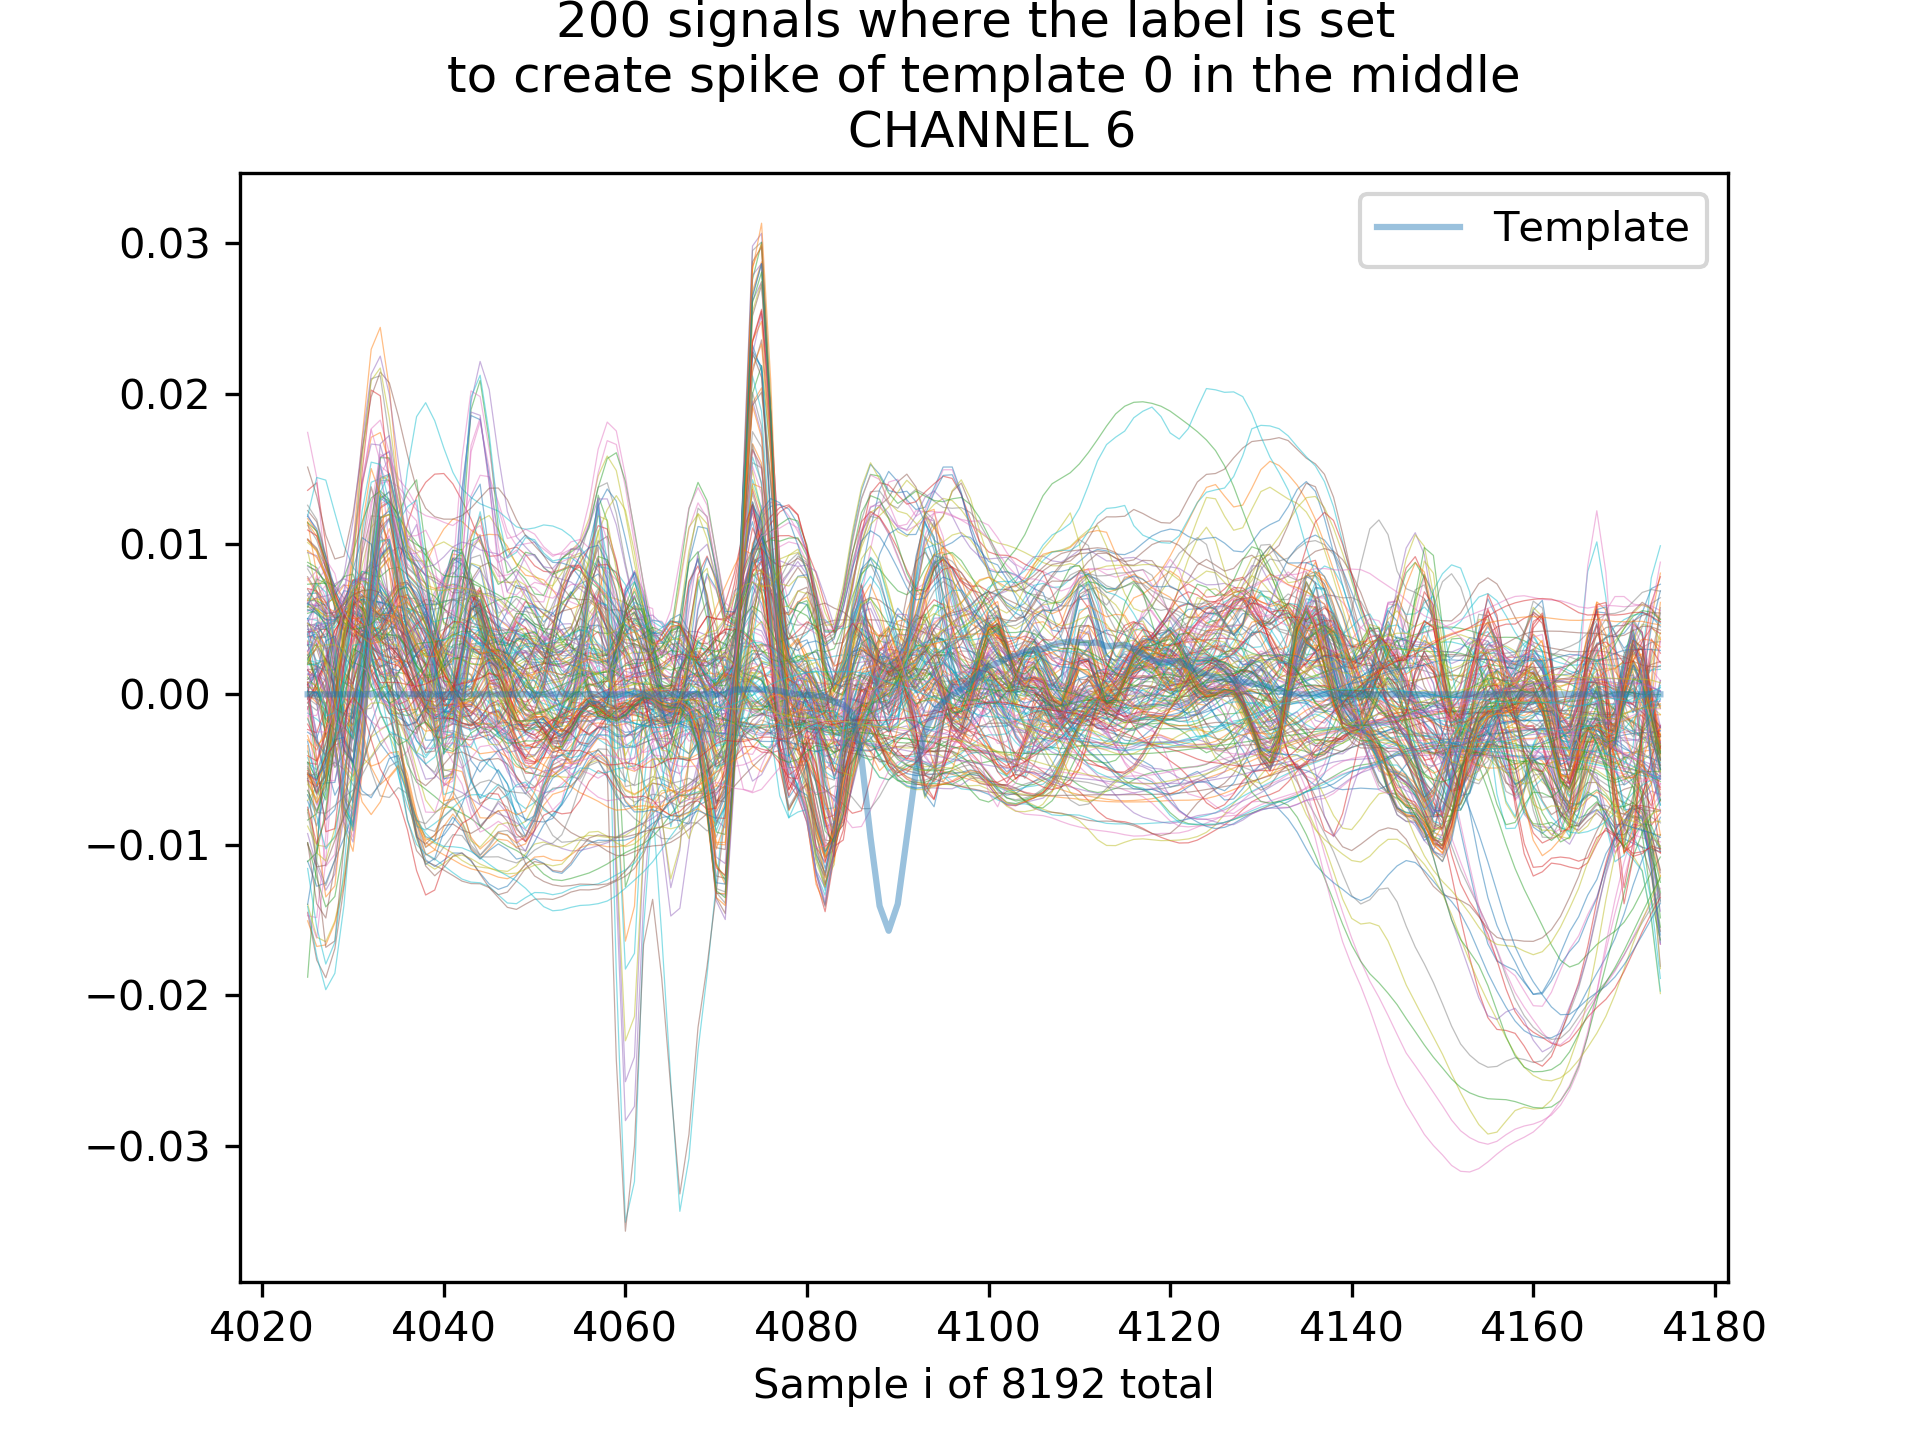 200 signals where the label is set
to create spike of template 0 in the middle
CHANNEL 6
Template
0.03
0.02
0.01
0.00
−0.01
−0.02
−0.03
4020 4040 4060 4080 4100 4120 4140 4160 4180
Sample i of 8192 total